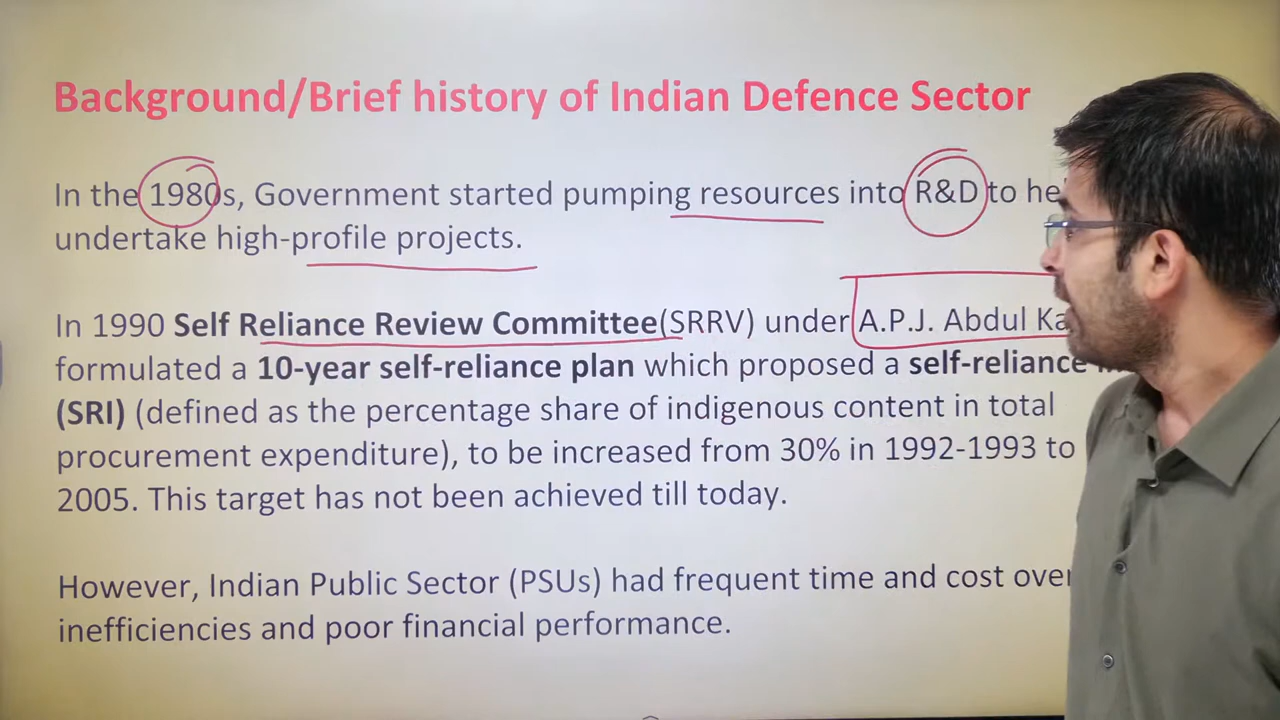 Background/Brief history of Indian Defence Sector
In the 1980s, Government started pumping resources into R&D to
undertake high-profile projects.
In 1990 Self Reliance Review Committee(SRRV) under A.P.J. Abdul
formulated a 10-year self-reliance plan which proposed a self-reliance
(SRI) (defined as the percentage share of indigenous content in total
procurement expenditure), to be increased from 30% in 1992-1993 to
2005. This target has not been achieved till today.
However, Indian Public Sector (PSUs) had frequent time and cost
inefficiencies and poor financial performance.